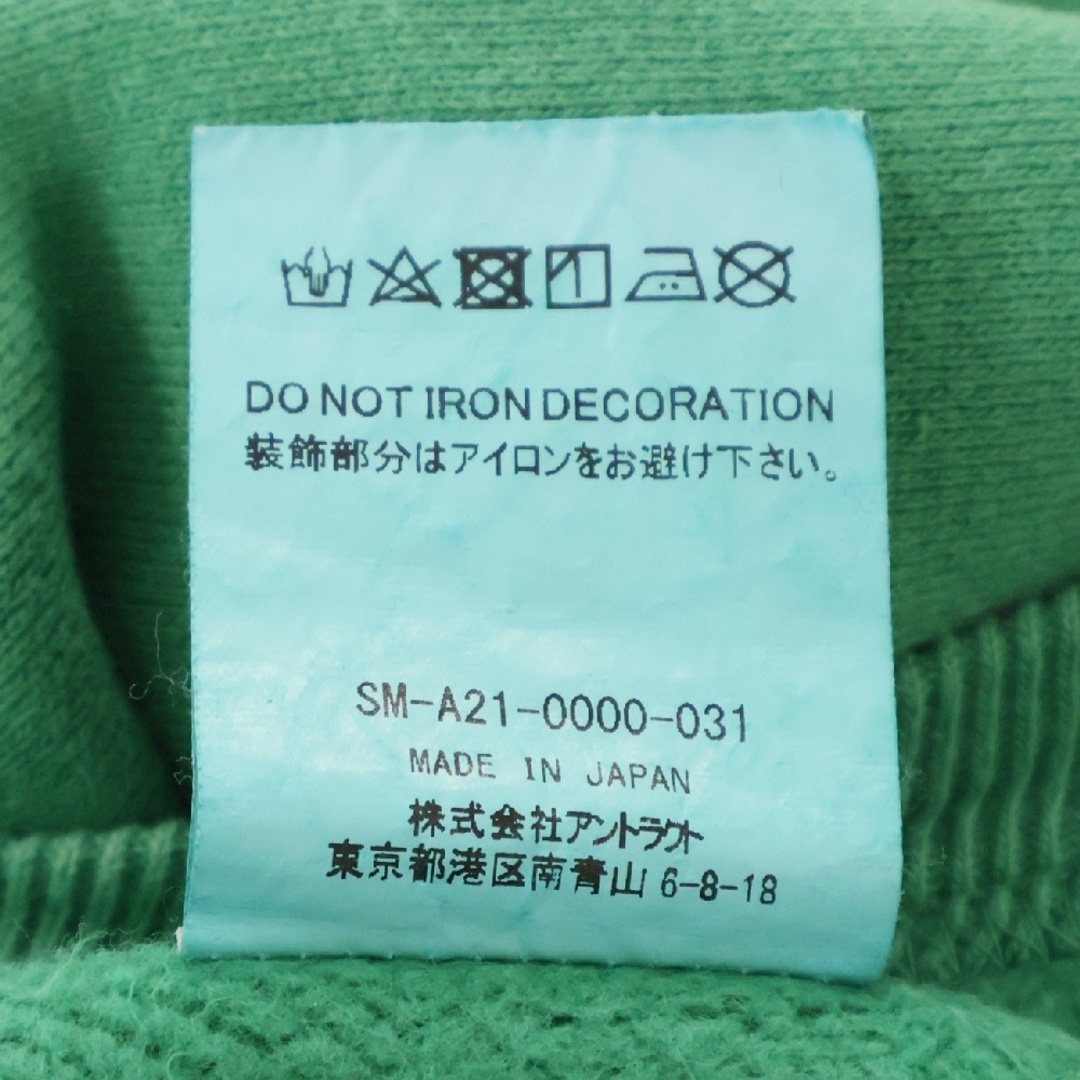 DO NOT IRON DECORATION
装飾部分はアイロンをお避け下さい。
SM-A21-0000-031
MADE IN JAPAN
株式会社アントラクト
東京都港区南青山 6-8-18